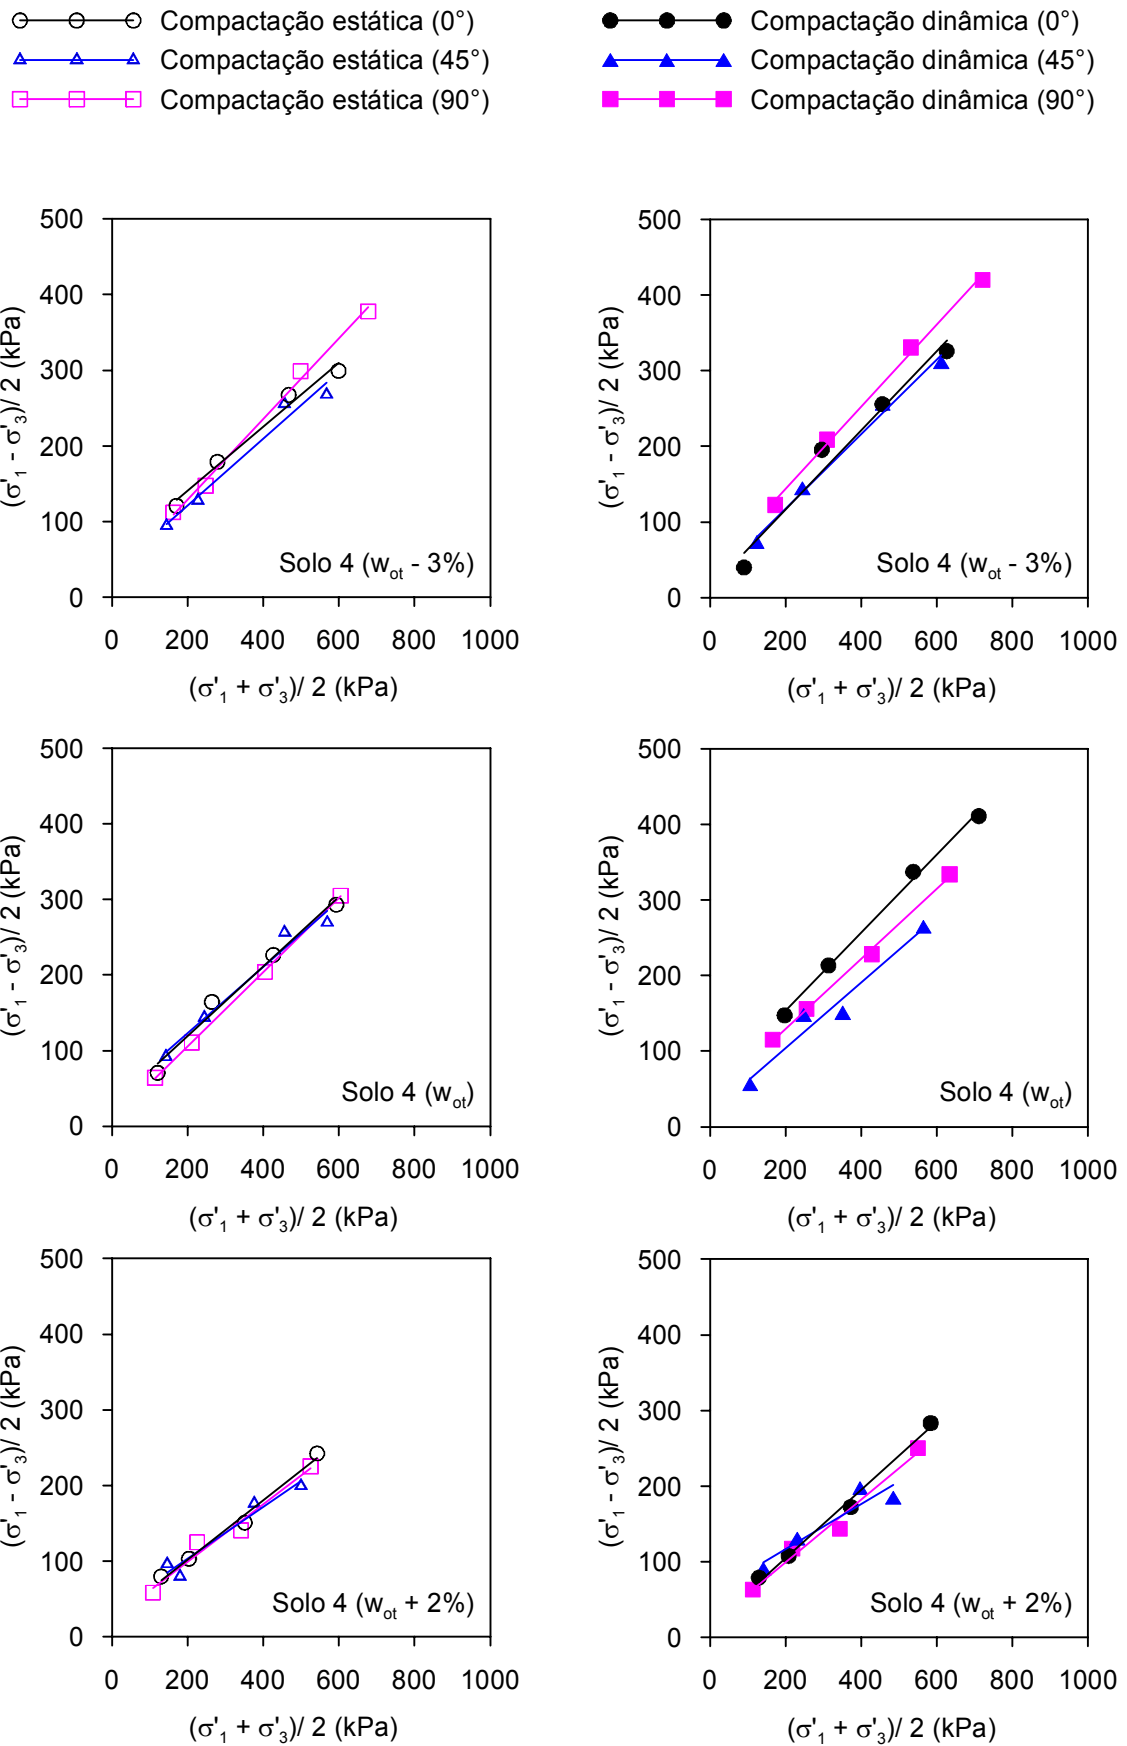 Compactação estática (0°)
Compactação estática (45°)
Compactação estática (90°)
Compactação dinâmica (0°)
Compactação dinâmica (45°)
Compactação dinâmica (90°)
500
400
300
200
100
0
(σ'1 - σ'3)/ 2 (kPa)
Solo 4 (wot - 3%)
0 200 400 600 800 1000
(σ'1 + σ'3)/ 2 (kPa)
500
400
300
200
100
0
(σ'1 - σ'3)/ 2 (kPa)
Solo 4 (wot - 3%)
0 200 400 600 800 1000
(σ'1 + σ'3)/ 2 (kPa)
500
400
300
200
100
0
(σ'1 - σ'3)/ 2 (kPa)
Solo 4 (wot)
0 200 400 600 800 1000
(σ'1 + σ'3)/ 2 (kPa)
500
400
300
200
100
0
(σ'1 - σ'3)/ 2 (kPa)
Solo 4 (wot)
0 200 400 600 800 1000
(σ'1 + σ'3)/ 2 (kPa)
500
400
300
200
100
0
(σ'1 - σ'3)/ 2 (kPa)
Solo 4 (wot + 2%)
0 200 400 600 800 1000
(σ'1 + σ'3)/ 2 (kPa)
500
400
300
200
100
0
(σ'1 - σ'3)/ 2 (kPa)
Solo 4 (wot + 2%)
0 200 400 600 800 1000
(σ'1 + σ'3)/ 2 (kPa)